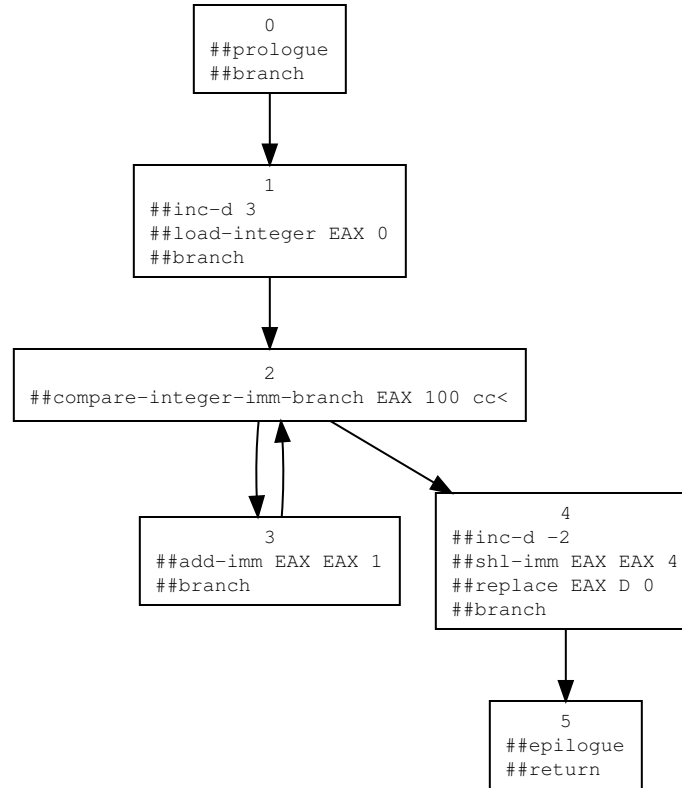 0
##prologue
##branch
1
##inc-d 3
##load-integer EAX 0
##branch
2
##compare-integer-imm-branch EAX 100 cc<
3
##add-imm EAX EAX 1
##branch
4
##inc-d -2
##shl-imm EAX EAX 4
##replace EAX D 0
##branch
5
##epilogue
##return